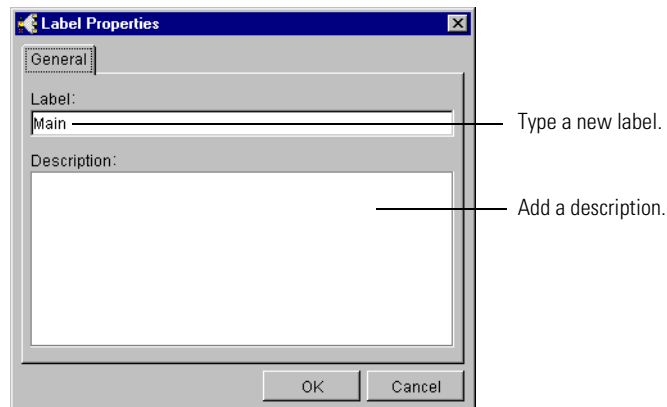 Label Properties
General
Label:
Main
Type a new label.
Description:
Add a description.
OK
Cancel